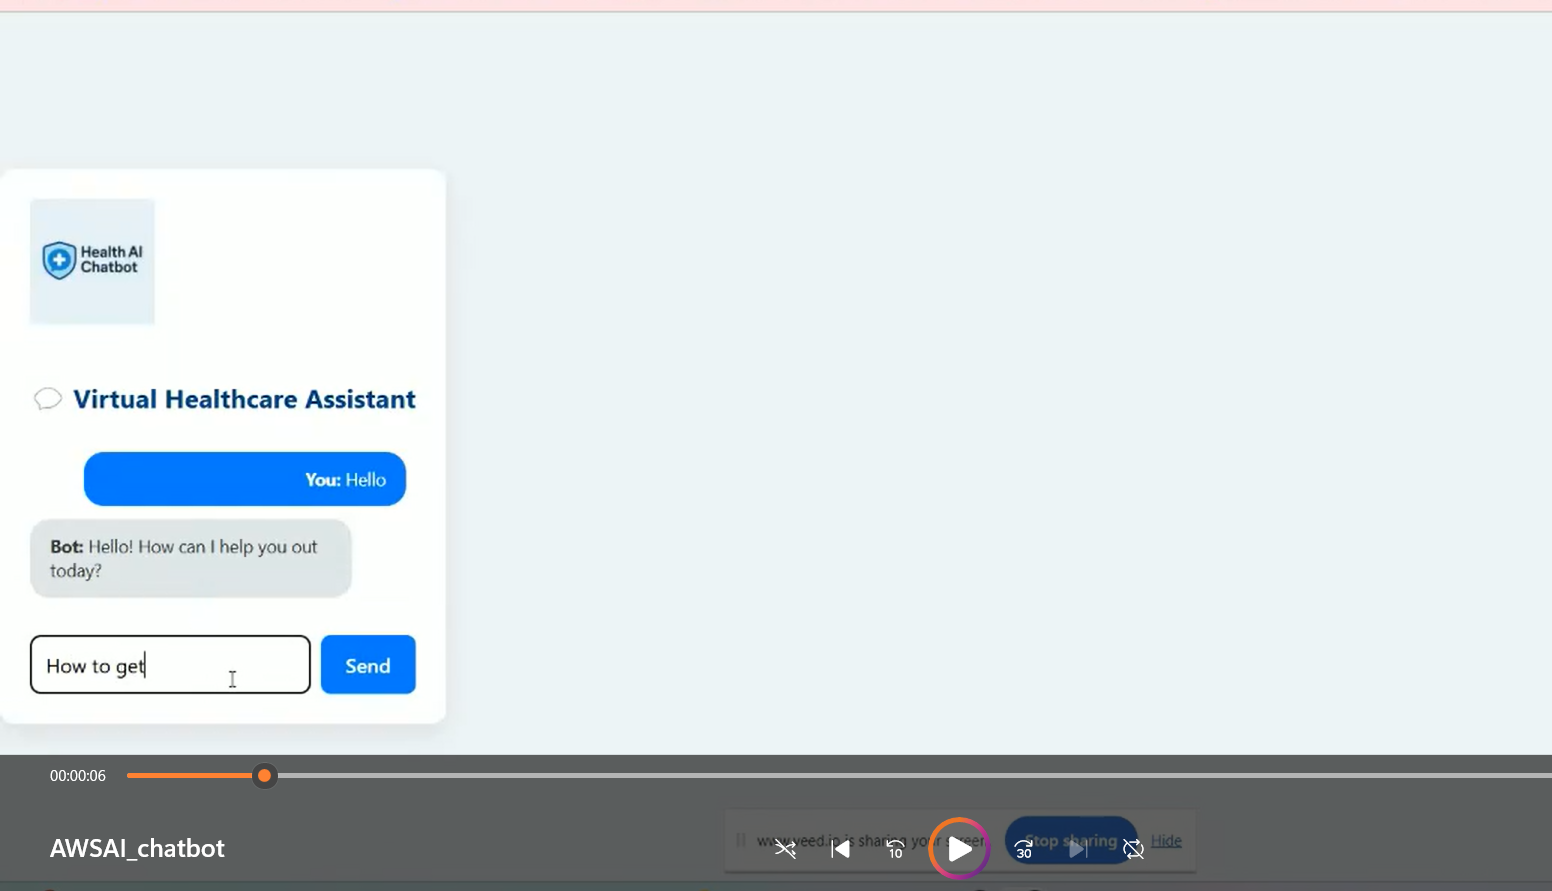 Health AI
Chatbot
Virtual Healthcare Assistant
You: Hello
Bot: Hello! How can I help you out
today?
How to get
Send
00:00:06
AWSAI_chatbot
www.veed.io is sharing your screen.
Stop sharing
Hide
10
30